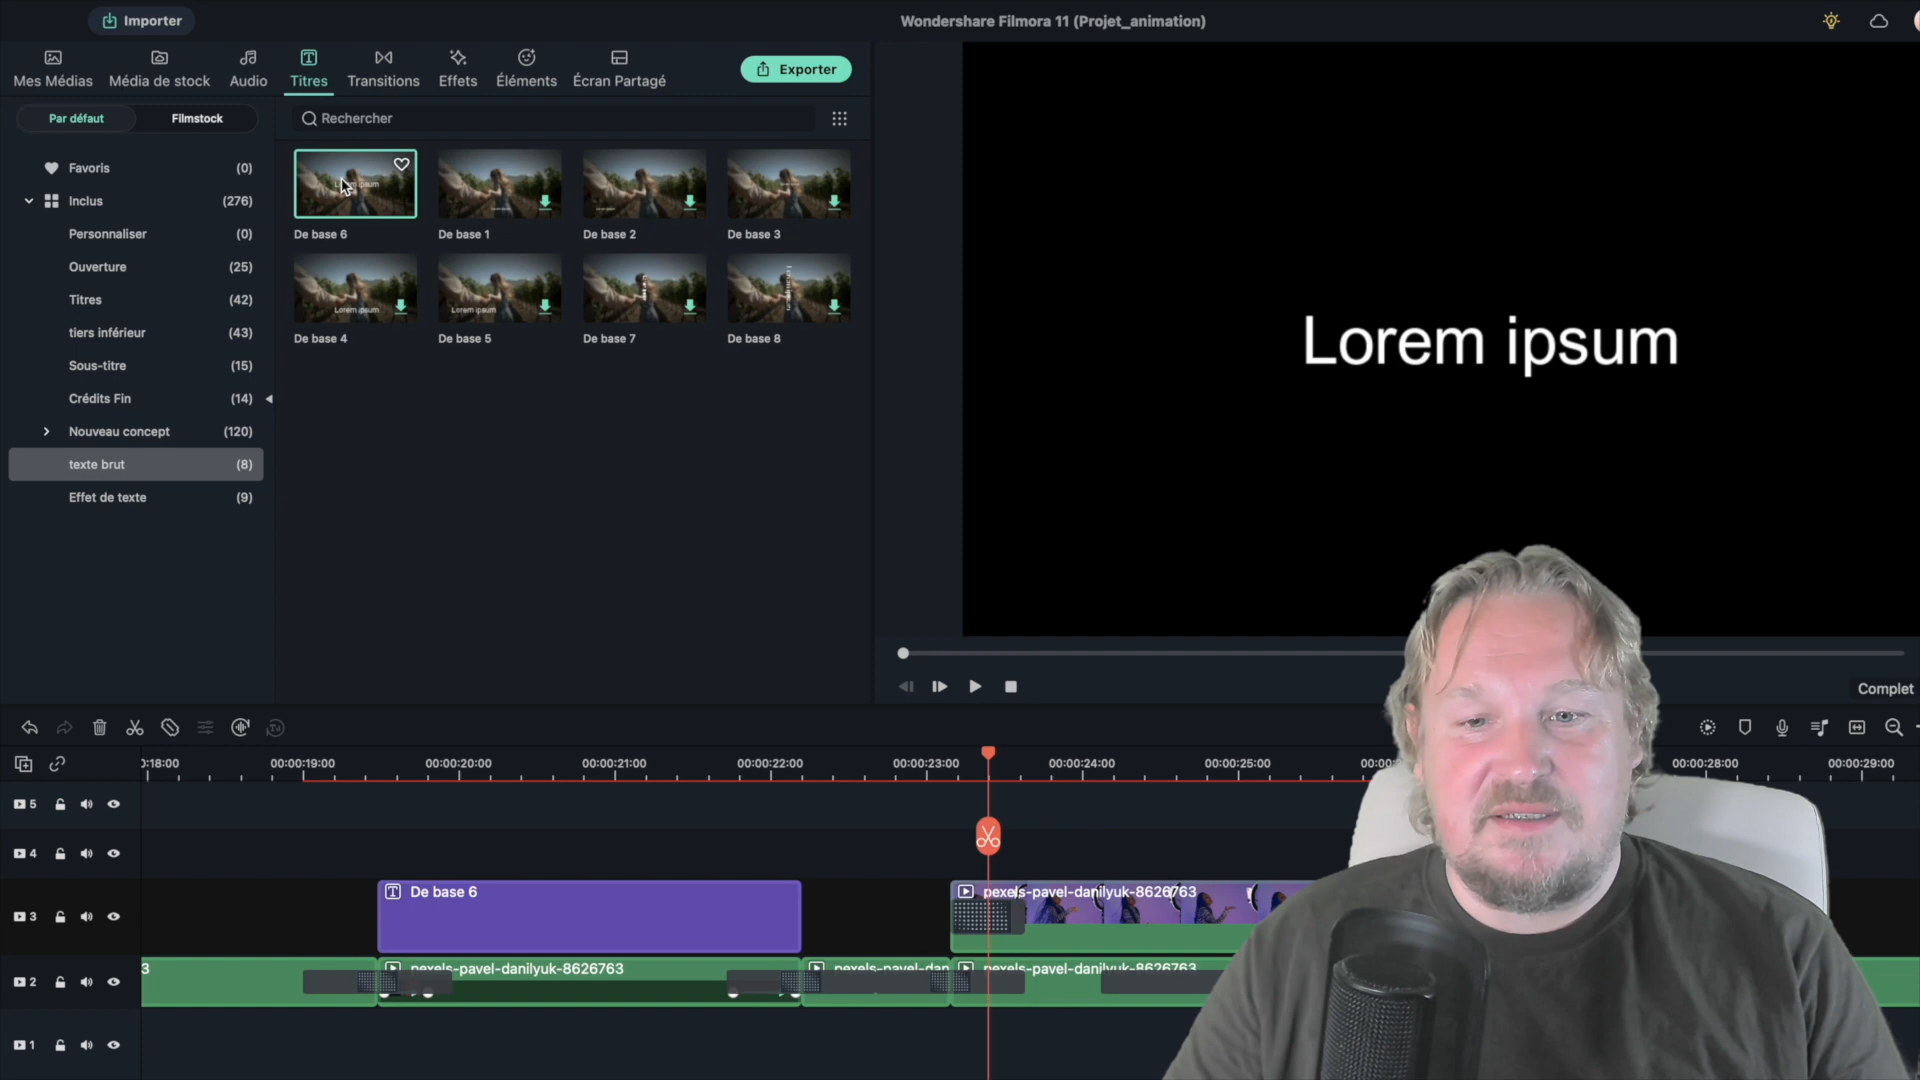 Importer
Wondershare Filmora 11 (Projet_animation)
Mes Médias
Média de stock
Audio
Titres
Transitions
Effets
Éléments
Écran Partagé
Exporter
Par défaut
Filmstock
Rechercher
Favoris (0)
Inclus (276)
Personnaliser (0)
Ouverture (25)
Titres (42)
tiers inférieur (43)
Sous-titre (15)
Crédits Fin (14)
Nouveau concept (120)
texte brut (8)
Effet de texte (9)
De base 6
De base 1
De base 2
De base 3
Lorem ipsum
Lorem ipsum
De base 4
De base 5
De base 7
De base 8
Lorem ipsum
Complet
0:18:00
00:00:19:00
00:00:20:00
00:00:21:00
00:00:22:00
00:00:23:00
00:00:24:00
00:00:25:00
00:00:28:00
00:00:29:00
5
4
3
De base 6
pexels-pavel-danilyuk-8626763
2
3
pexels-pavel-danilyuk-8626763
pexels-pavel-dan
pexels-pavel-danilyuk-8626763
1